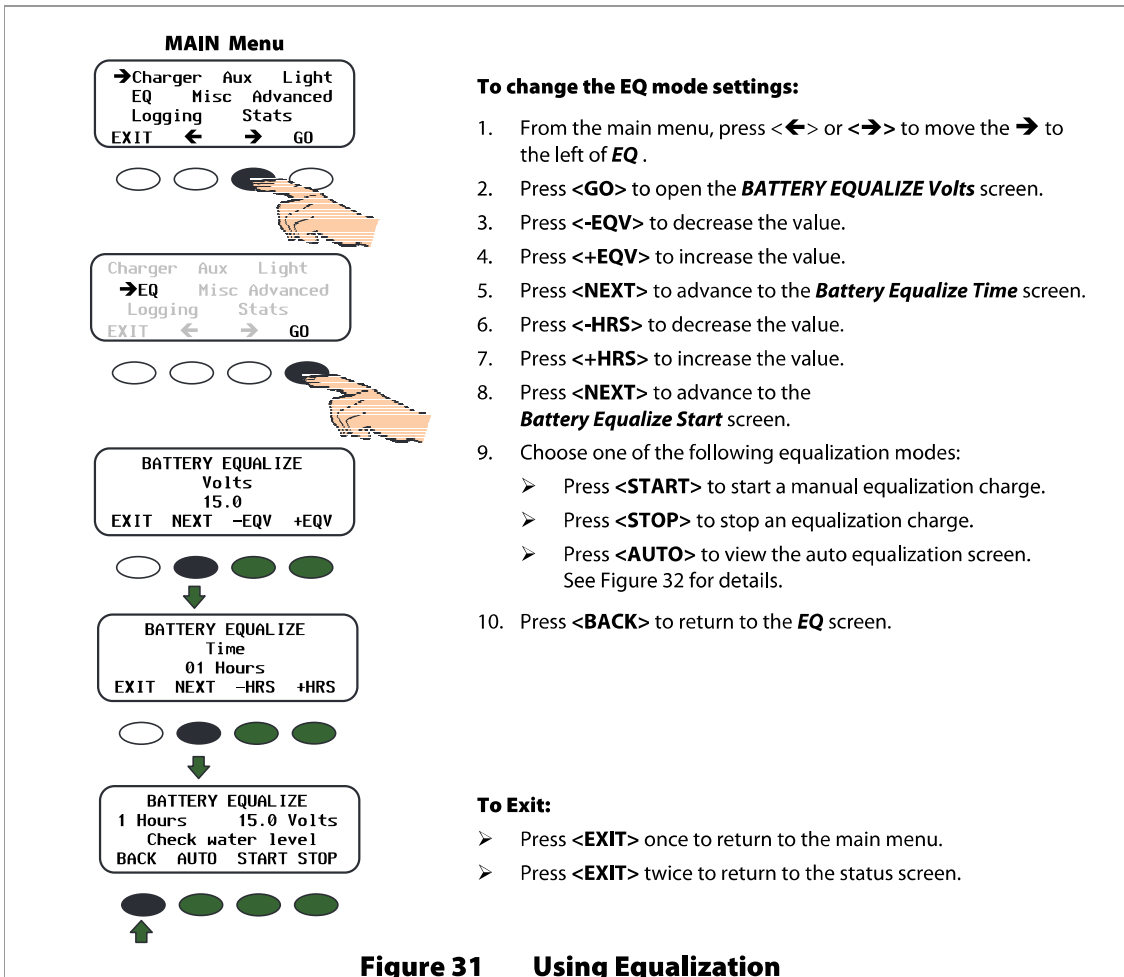 MAIN Menu
➔Charger Aux Light
EQ Misc Advanced
Logging Stats
EXIT 🡰 ➔ GO
Charger Aux Light
➔EQ Misc Advanced
Logging Stats
EXIT 🡰 ➔ GO
BATTERY EQUALIZE
Volts
15.0
EXIT NEXT –EQV +EQV
BATTERY EQUALIZE
Time
01 Hours
EXIT NEXT –HRS +HRS
BATTERY EQUALIZE
1 Hours 15.0 Volts
Check water level
BACK AUTO START STOP
To change the EQ mode settings:
1. From the main menu, press <🡰> or <➔> to move the ➔ to
the left of EQ .
2. Press <GO> to open the BATTERY EQUALIZE Volts screen.
3. Press <-EQV> to decrease the value.
4. Press <+EQV> to increase the value.
5. Press <NEXT> to advance to the Battery Equalize Time screen.
6. Press <-HRS> to decrease the value.
7. Press <+HRS> to increase the value.
8. Press <NEXT> to advance to the
Battery Equalize Start screen.
9. Choose one of the following equalization modes:
➢ Press <START> to start a manual equalization charge.
➢ Press <STOP> to stop an equalization charge.
➢ Press <AUTO> to view the auto equalization screen.
See Figure 32 for details.
10. Press <BACK> to return to the EQ screen.
To Exit:
➢ Press <EXIT> once to return to the main menu.
➢ Press <EXIT> twice to return to the status screen.
Figure 31 Using Equalization